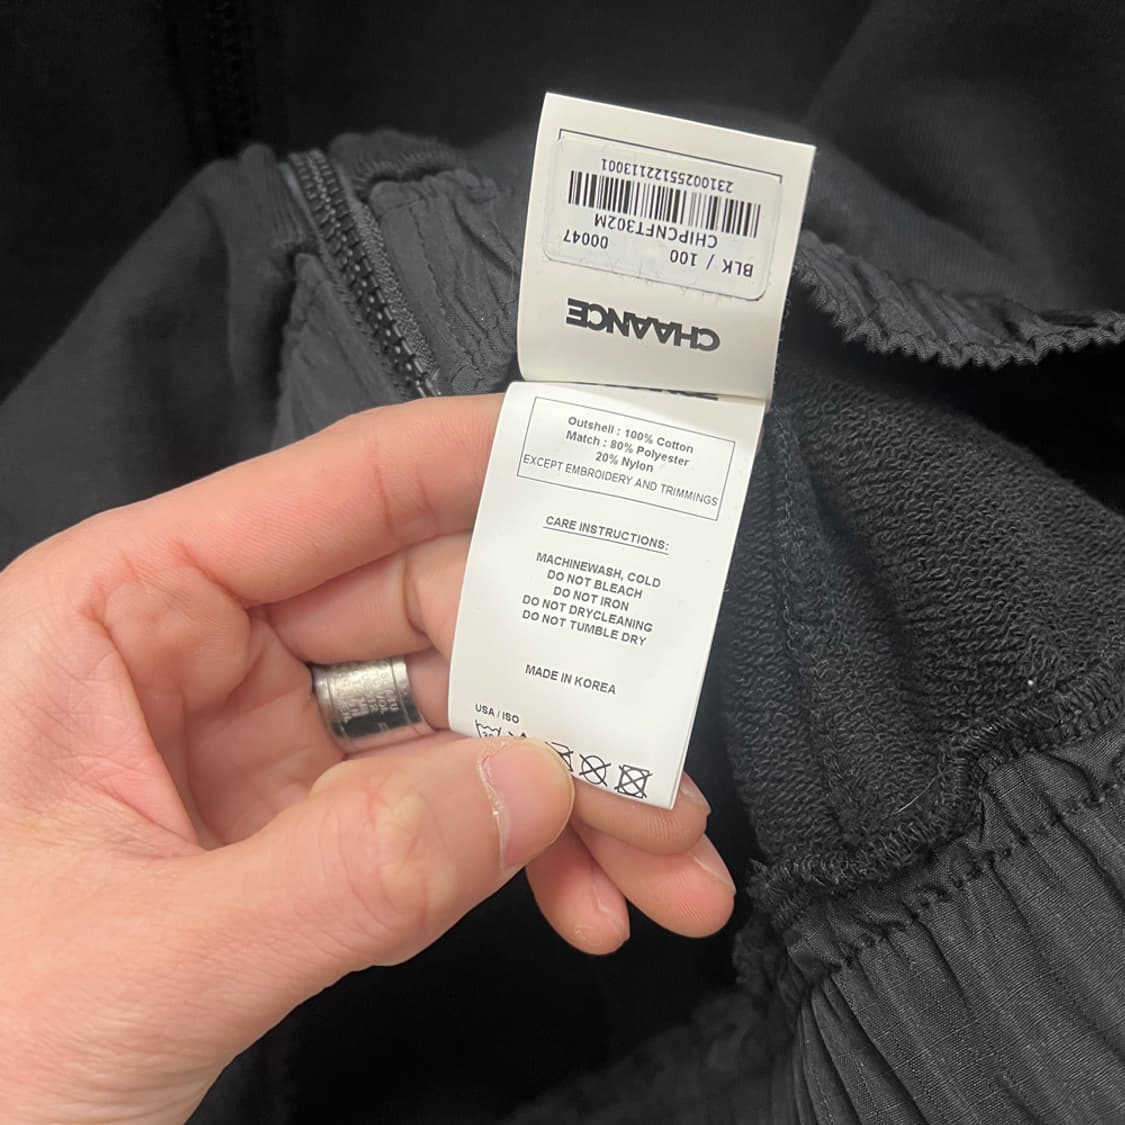 BLK / 100 00047
CHIPCNFT302M
23100255122113001
CHAANCE
Outshell : 100% Cotton
Match : 80% Polyester
20% Nylon
EXCEPT EMBROIDERY AND TRIMMINGS
CARE INSTRUCTIONS:
MACHINEWASH, COLD
DO NOT BLEACH
DO NOT IRON
DO NOT DRYCLEANING
DO NOT TUMBLE DRY
MADE IN KOREA
USA / ISO